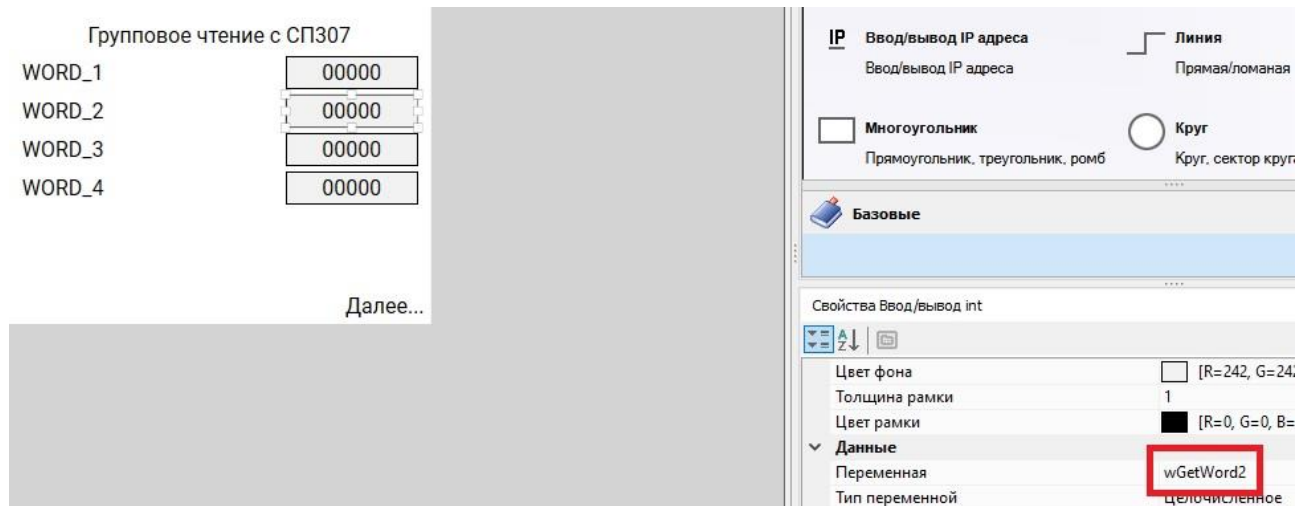 Групповое чтение с СП307
WORD_1 00000
WORD_2 00000
WORD_3 00000
WORD_4 00000
Далее...
IP Ввод/вывод IP адреса
Ввод/вывод IP адреса
Линия
Прямая/ломаная
Многоугольник
Прямоугольник, треугольник, ромб
Круг
Круг, сектор круга
Базовые
Свойства Ввод/вывод int
Цвет фона [R=242, G=242
Толщина рамки 1
Цвет рамки [R=0, G=0, B=
Данные
Переменная wGetWord2
Тип переменной Целочисленное